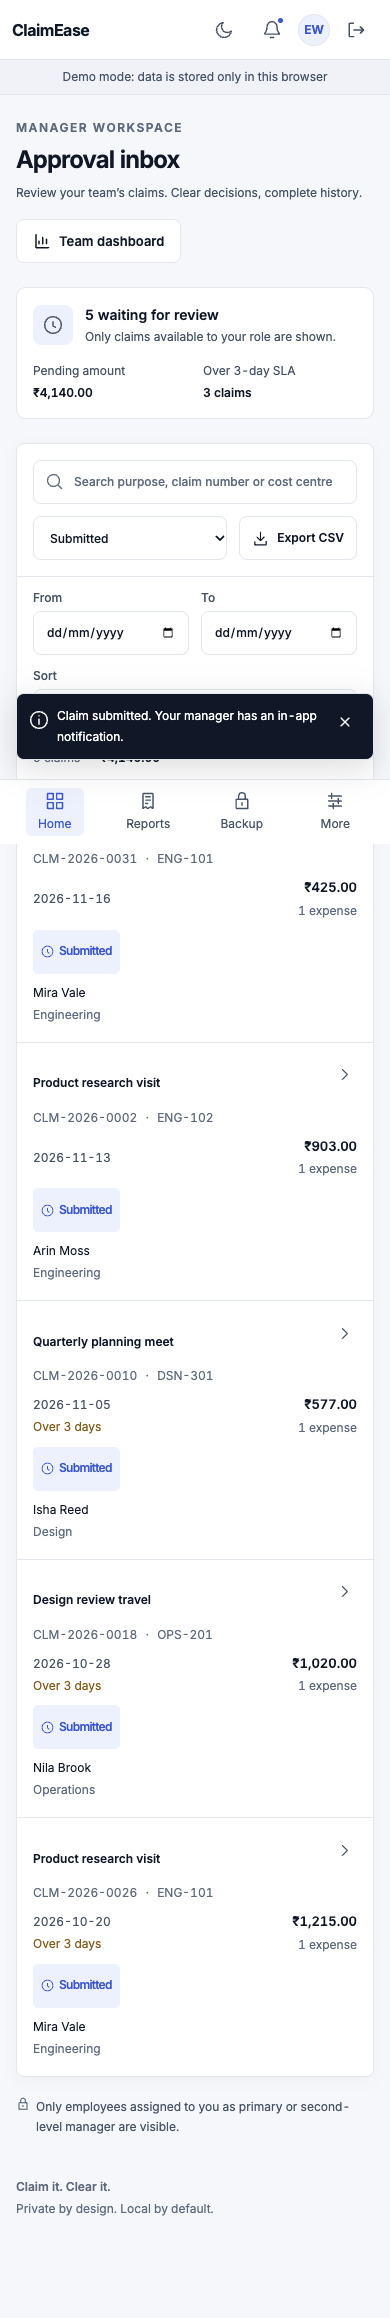 ClaimEase
EW
Demo mode: data is stored only in this browser
MANAGER WORKSPACE
Approval inbox
Review your team’s claims. Clear decisions, complete history.
Team dashboard
5 waiting for review
Only claims available to your role are shown.
Pending amount
₹4,140.00
Over 3-day SLA
3 claims
Search purpose, claim number or cost centre
Submitted
Export CSV
From
To
dd/mm/yyyy
dd/mm/yyyy
Sort
Claim submitted. Your manager has an in-app
notification.
Home
Reports
Backup
More
CLM-2026-0031 · ENG-101
2026-11-16
₹425.00
1 expense
Submitted
Mira Vale
Engineering
Product research visit
CLM-2026-0002 · ENG-102
2026-11-13
₹903.00
1 expense
Submitted
Arin Moss
Engineering
Quarterly planning meet
CLM-2026-0010 · DSN-301
2026-11-05
₹577.00
Over 3 days
1 expense
Submitted
Isha Reed
Design
Design review travel
CLM-2026-0018 · OPS-201
2026-10-28
₹1,020.00
Over 3 days
1 expense
Submitted
Nila Brook
Operations
Product research visit
CLM-2026-0026 · ENG-101
2026-10-20
₹1,215.00
Over 3 days
1 expense
Submitted
Mira Vale
Engineering
Only employees assigned to you as primary or second-
level manager are visible.
Claim it. Clear it.
Private by design. Local by default.